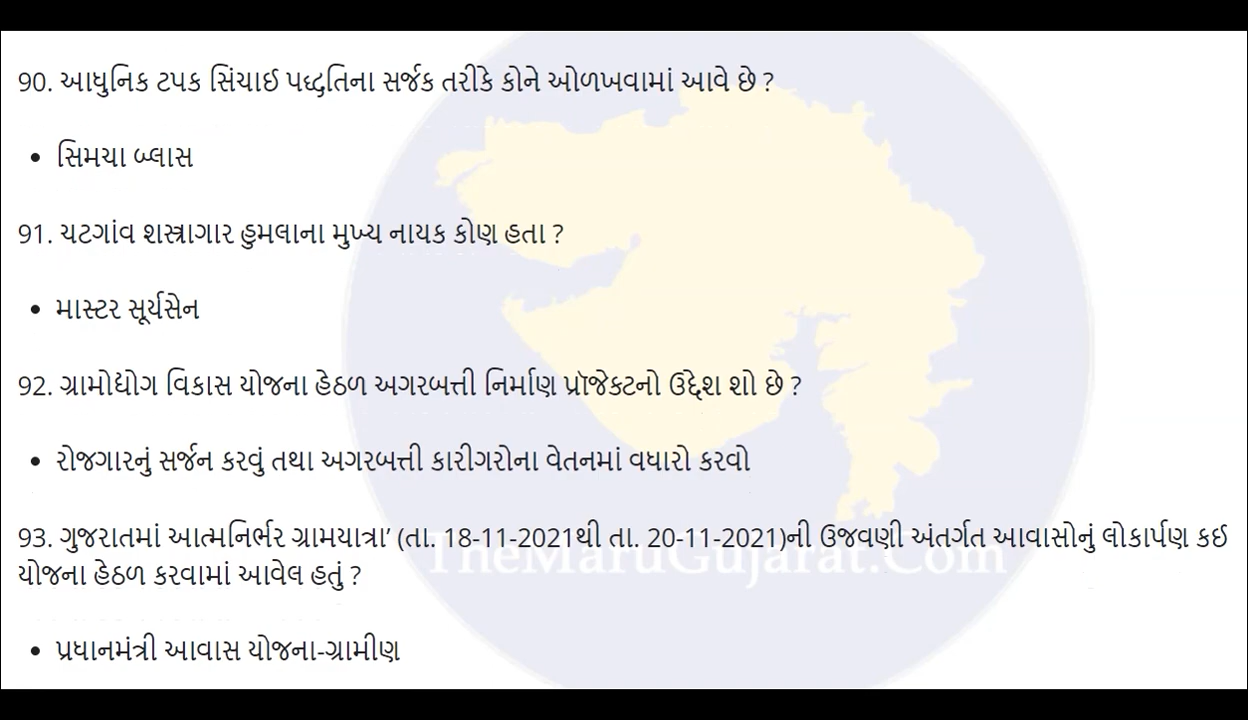 90. આધુનિક ટપક સિંચાઈ પદ્ધતિના સર્જક તરીકે કોને ઓળખવામાં આવે છે ?
• સિમચા બ્લાસ
91. ચટગાંવ શસ્ત્રાગાર હુમલાના મુખ્ય નાયક કોણ હતા ?
• માસ્ટર સૂર્યસેન
92. ગ્રામોદ્યોગ વિકાસ યોજના હેઠળ અગરબત્તી નિર્માણ પ્રૉજેકટનો ઉદ્દેશ શો છે ?
• રોજગારનું સર્જન કરવું તથા અગરબત્તી કારીગરોના વેતનમાં વધારો કરવો
93. ગુજરાતમાં આત્મનિર્ભર ગ્રામયાત્રા’ (તા. 18-11-2021થી તા. 20-11-2021)ની ઉજવણી અંતર્ગત આવાસોનું લોકાર્પણ કઈ
યોજના હેઠળ કરવામાં આવેલ હતું ?
TheMaruGujarat.Com
• પ્રધાનમંત્રી આવાસ યોજના-ગ્રામીણ